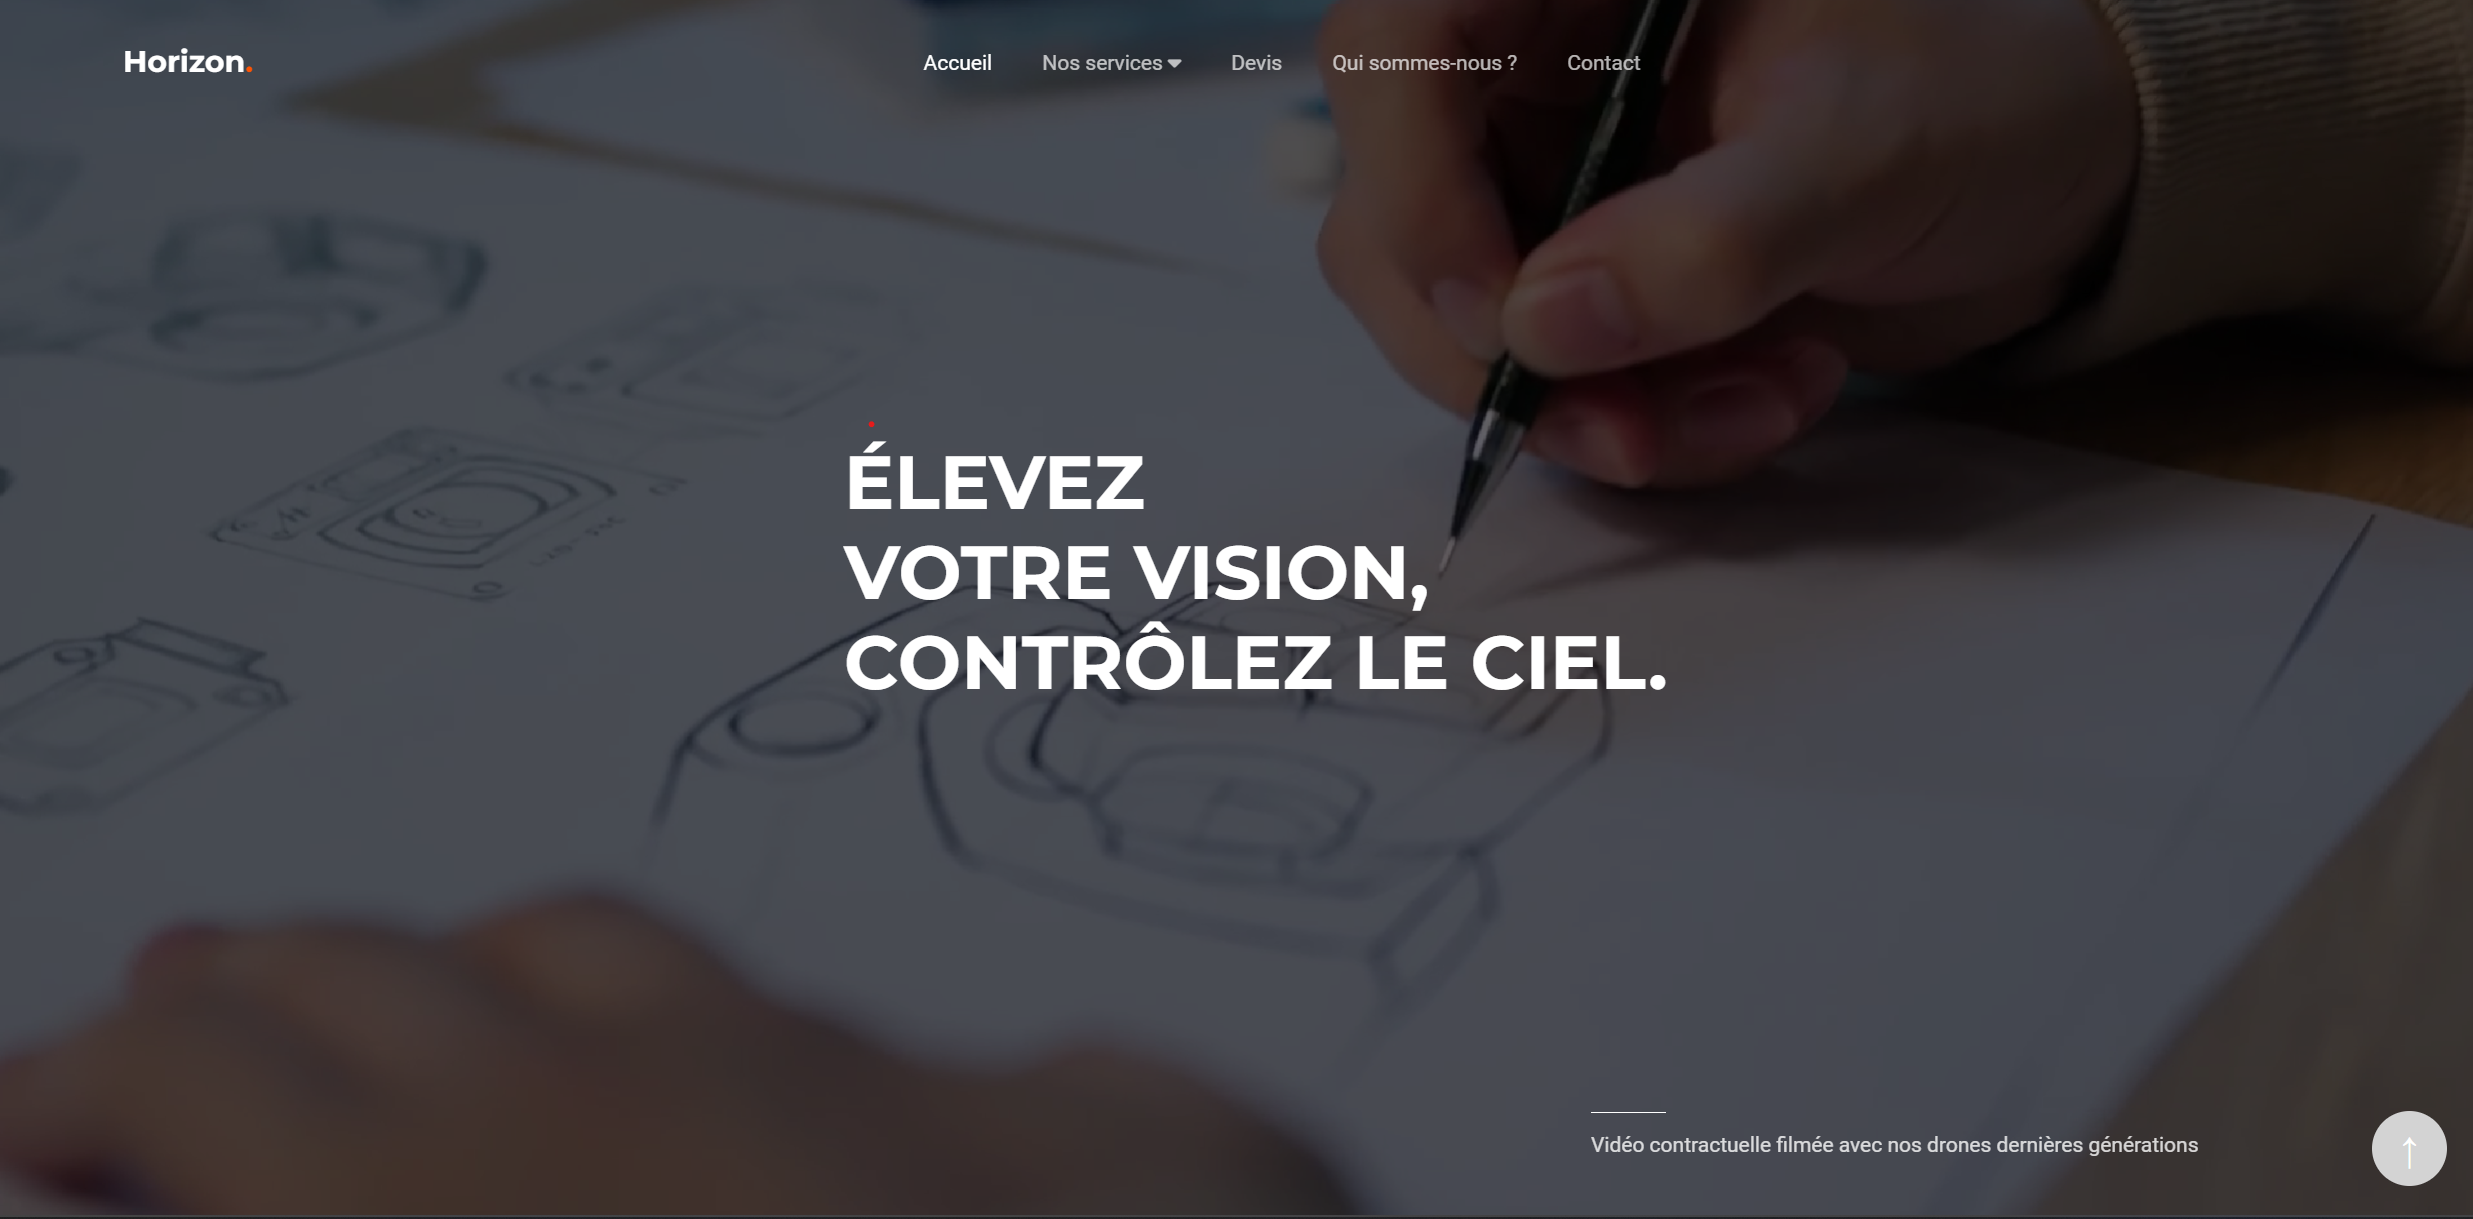 Horizon.
Accueil Nos services Devis Qui sommes-nous ? Contact
ÉLEVEZ
VOTRE VISION,
CONTRÔLEZ LE CIEL.
Vidéo contractuelle filmée avec nos drones dernières générations
↑